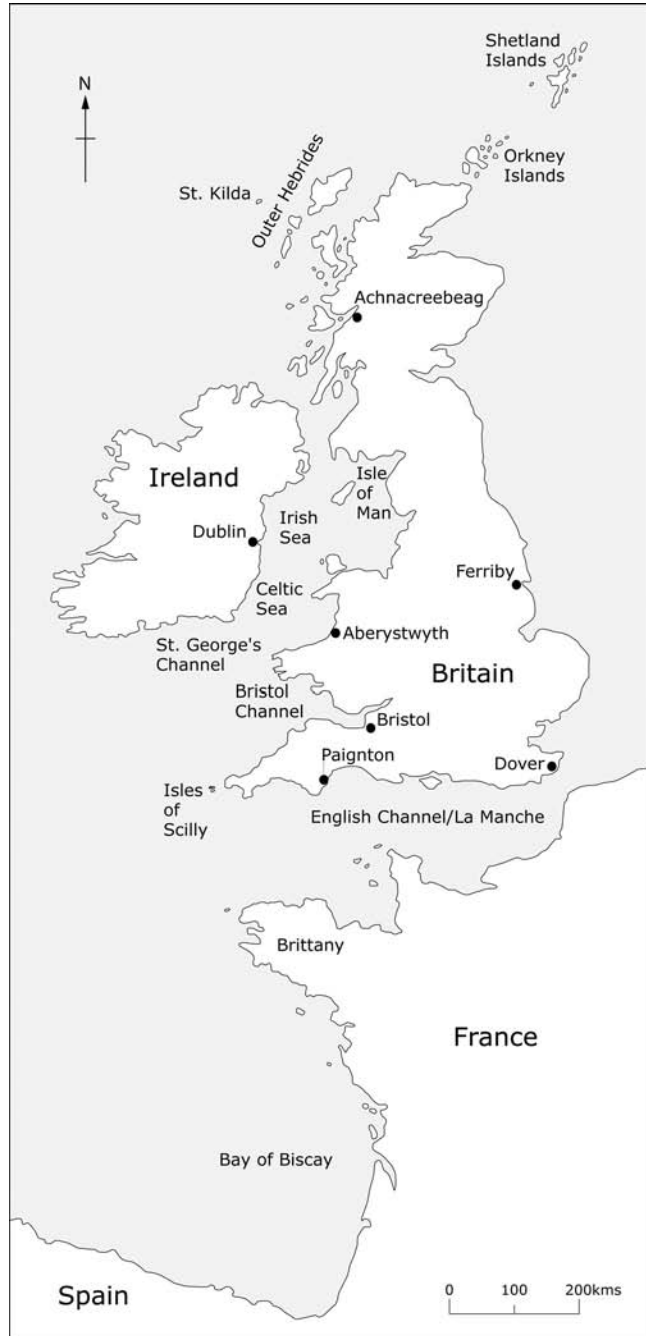 Shetland
Islands
N
Orkney
Islands
St. Kilda
Outer Hebrides
Achnacreebeag
Ireland
Isle
of
Man
Dublin
Irish
Sea
Ferriby
Celtic
Sea
Aberystwyth
St. George's
Channel
Britain
Bristol
Channel
Bristol
Paignton
Dover
Isles
of
Scilly
English Channel/La Manche
Brittany
France
Bay of Biscay
Spain
0 100 200kms